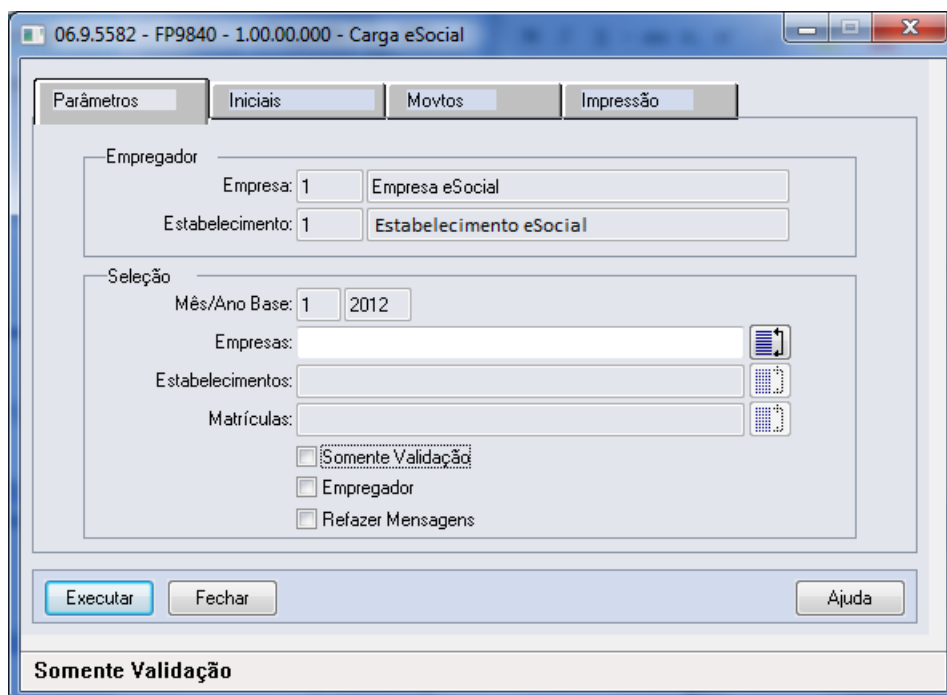 06.9.5582 - FP9840 - 1.00.00.000 - Carga eSocial
Parâmetros Iniciais Movtos Impressão
Empregador
Empresa: 1 Empresa eSocial
Estabelecimento: 1 Estabelecimento eSocial
Seleção
Mês/Ano Base: 1 2012
Empresas:
Estabelecimentos:
Matrículas:
Somente Validação
Empregador
Refazer Mensagens
Executar Fechar Ajuda
Somente Validação